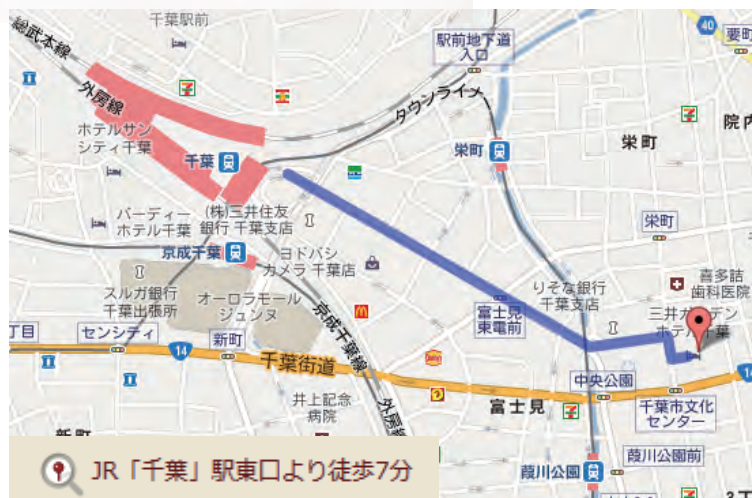 千葉駅前
総武本線
外房線
ホテルサン
シティ千葉
千葉
駅前地下道
入口
タウンライナ
40
要町
栄町
栄町
院内
栄町
バーディー
ホテル千葉
(株)三井住友
銀行 千葉支店
京成千葉
ヨドバシ
カメラ 千葉店
スルガ銀行
千葉出張所
オーロラモール
ジュンヌ
京成千葉線
りそな銀行
千葉支店
喜多詰
歯科医院
三井ガーデン
ホテル千葉
富士見
東電前
丁目
センシティ
14
新町
千葉街道
14
中央公園
井上記念
病院
外房線
富士見
千葉市文化
センター
新町
葭川公園
葭川公園前
JR「千葉」駅東口より徒歩7分